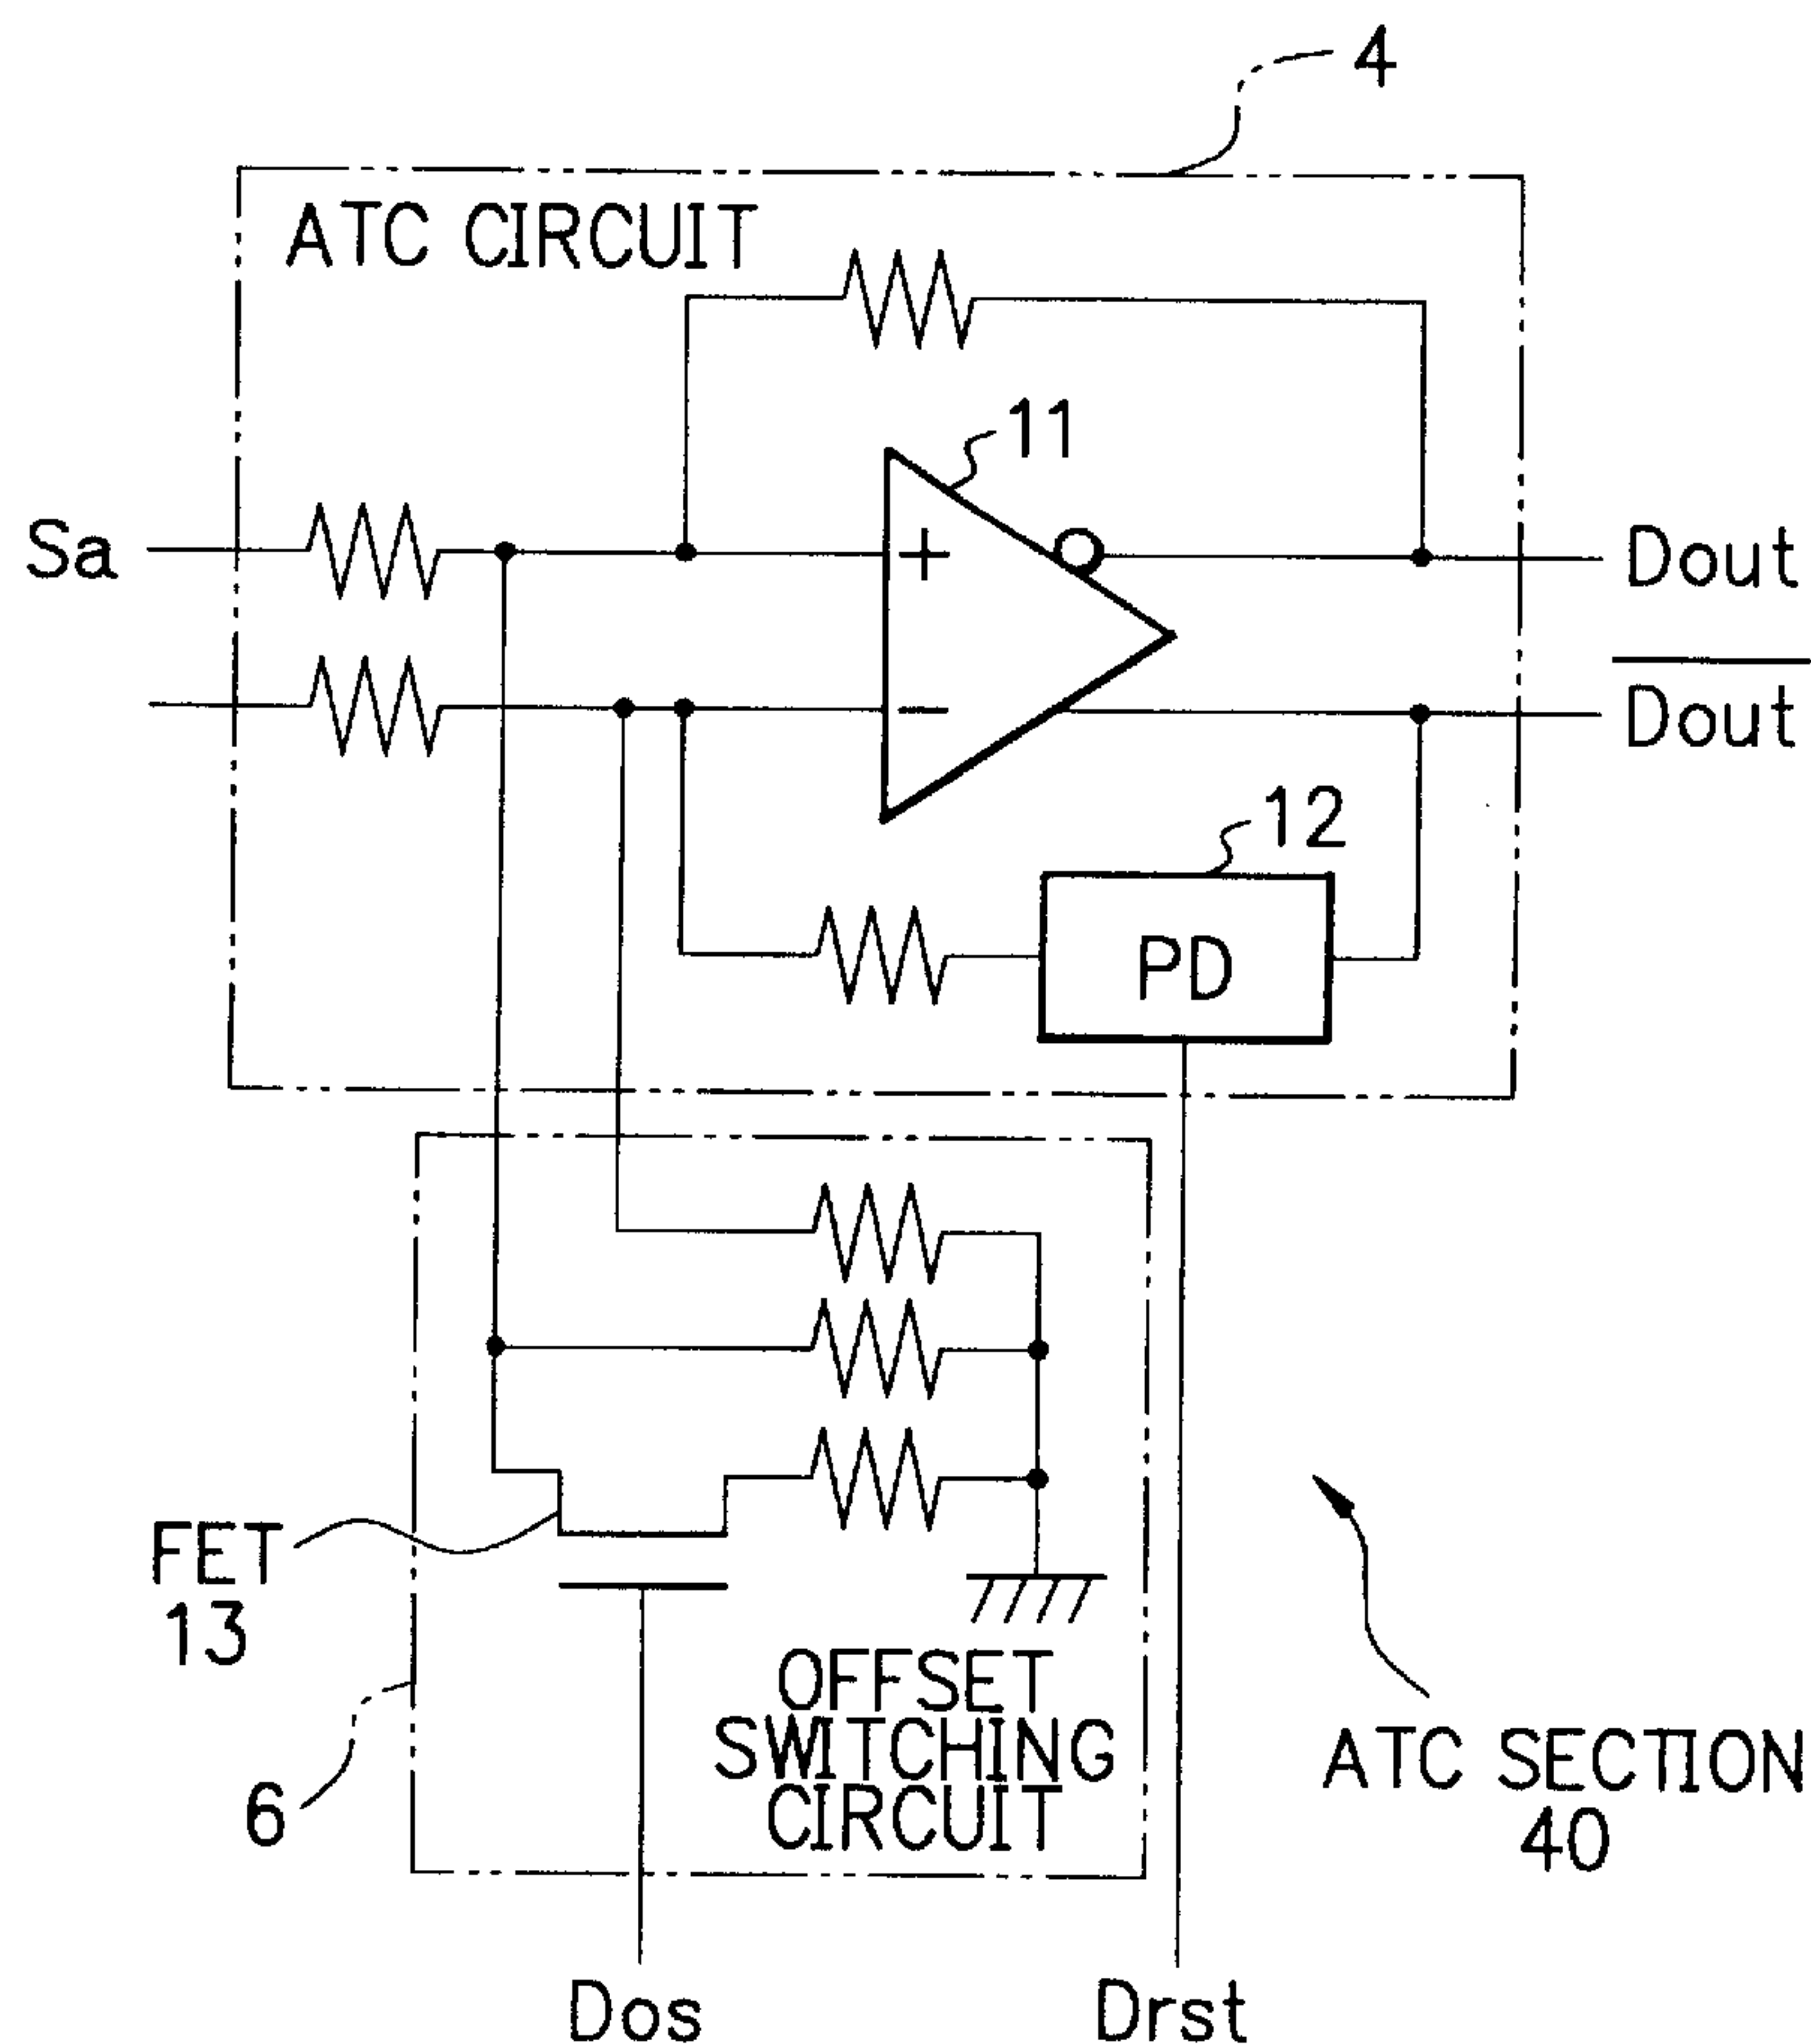 4
ATC CIRCUIT
11
+
Sa
Dout
−
Dout
12
PD
FET
13
OFFSET
SWITCHING
CIRCUIT
6
ATC SECTION
40
Dos
Drst